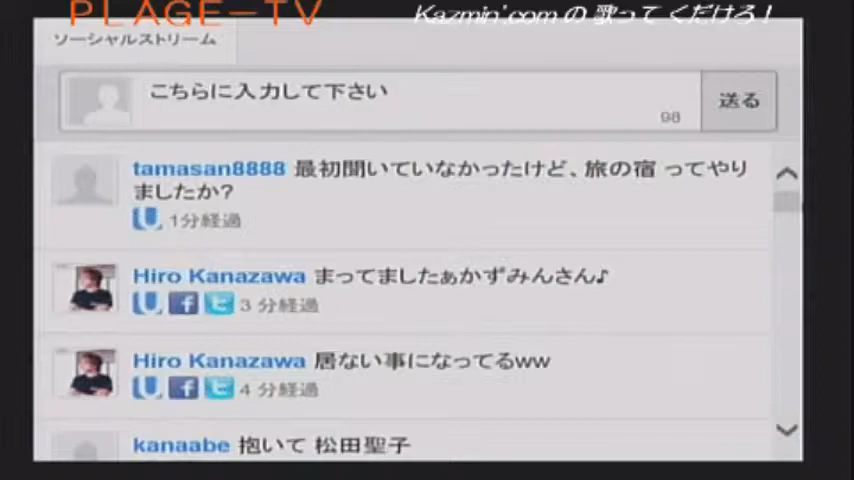 PLAGE-TV
Kazmin'.com の 歌って くだけろ!
ソーシャルストリーム
こちらに入力して下さい
98
送る
tamasan8888 最初聞いていなかったけど、旅の宿 ってやり
ましたか?
1分経過
Hiro Kanazawa まってましたぁかずみんさん♪
3 分経過
Hiro Kanazawa 居ない事になってるww
4 分経過
kanaabe 抱いて 松田聖子